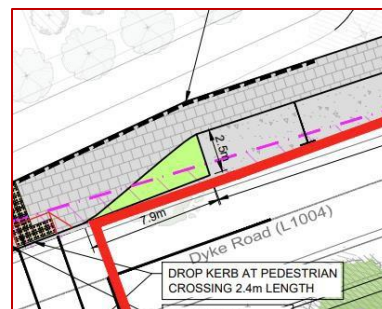 2.5m
7.9m
Dyke Road (L1004)
DROP KERB AT PEDESTRIAN
CROSSING 2.4m LENGTH